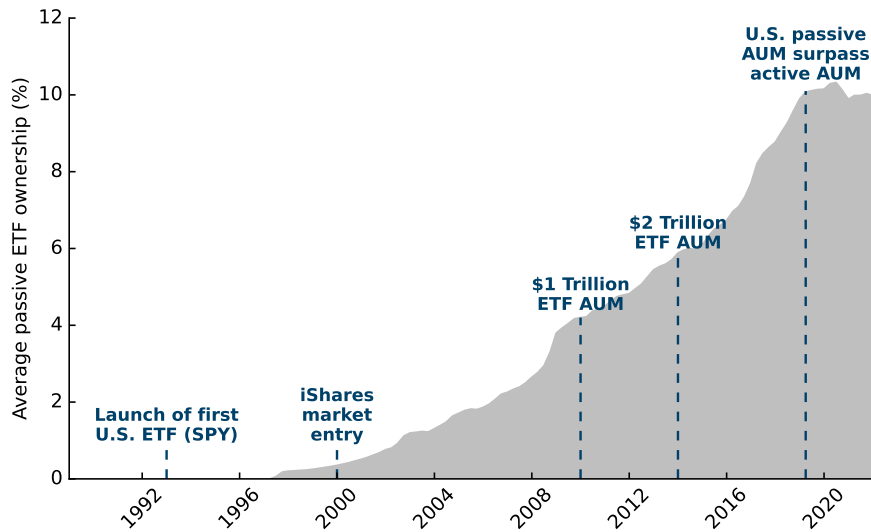 12
10
8
6
4
2
0
Average passive ETF ownership (%)
U.S. passive
AUM surpass
active AUM
$2 Trillion
ETF AUM
$1 Trillion
ETF AUM
iShares
market
entry
Launch of first
U.S. ETF (SPY)
1992
1996
2000
2004
2008
2012
2016
2020